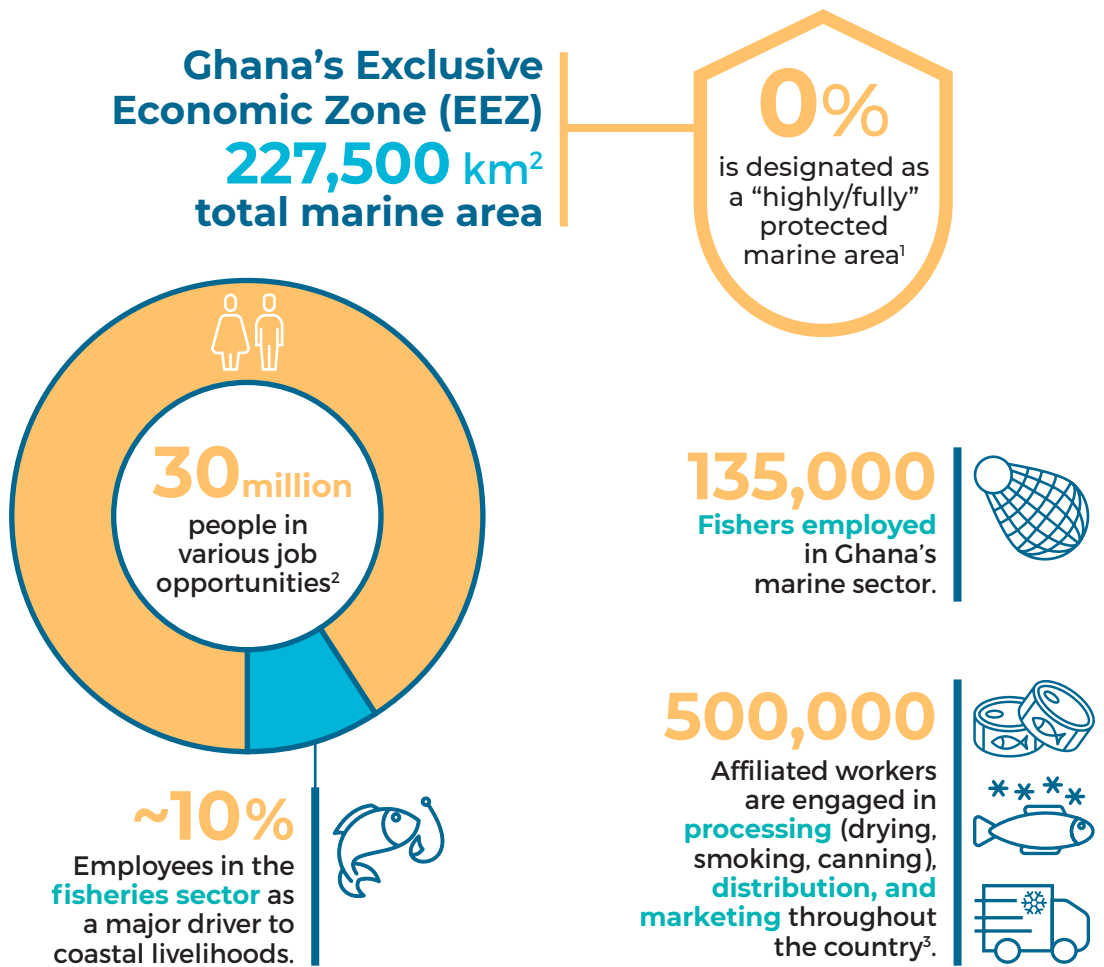 Ghana’s Exclusive
Economic Zone (EEZ)
227,500 km²
total marine area
0%
is designated as
a “highly/fully”
protected
marine area¹
30 million
people in
various job
opportunities²
~10%
Employees in the
fisheries sector as
a major driver to
coastal livelihoods.
135,000
Fishers employed
in Ghana’s
marine sector.
500,000
Affiliated workers
are engaged in
processing (drying,
smoking, canning),
distribution, and
marketing throughout
the country³.